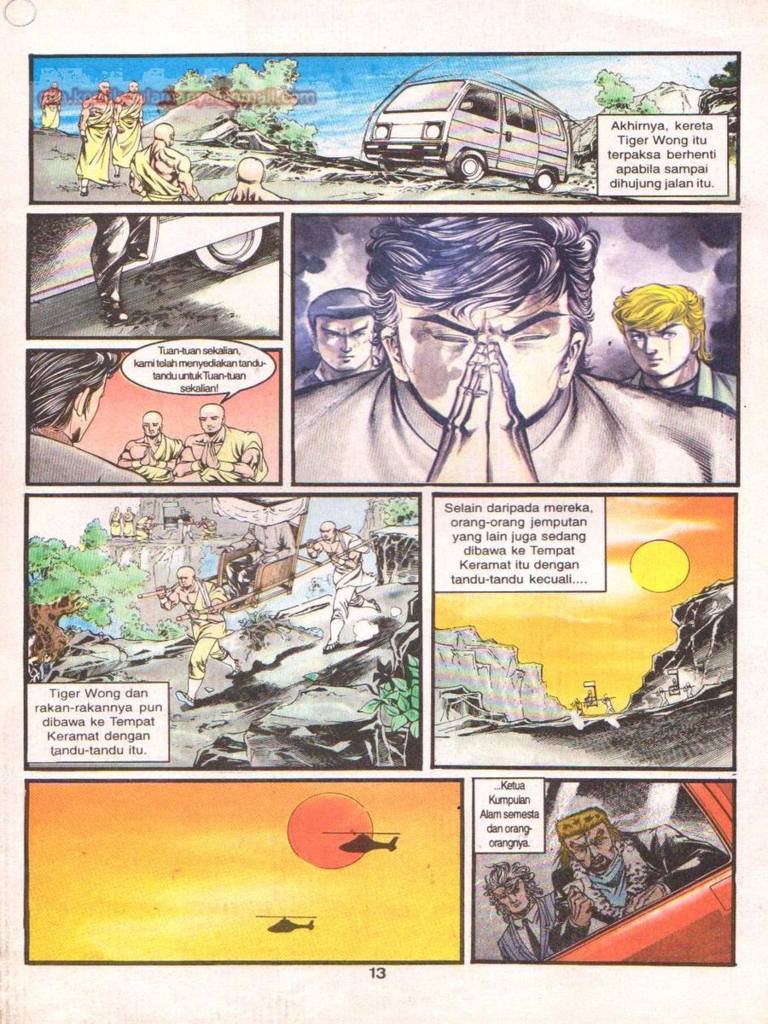 Akhirnya, kereta
Tiger Wong itu
terpaksa berhenti
apabila sampai
dihujung jalan itu.
Tuan-tuan sekalian,
kami telah menyediakan tandu-
tandu untuk Tuan-tuan
sekalian!
Tiger Wong dan
rakan-rakannya pun
dibawa ke Tempat
Keramat dengan
tandu-tandu itu.
Selain daripada mereka,
orang-orang jemputan
yang lain juga sedang
dibawa ke Tempat
Keramat itu dengan
tandu-tandu kecuali....
...Ketua
Kumpulan
Alam semesta
dan orang-
orangnya.
13